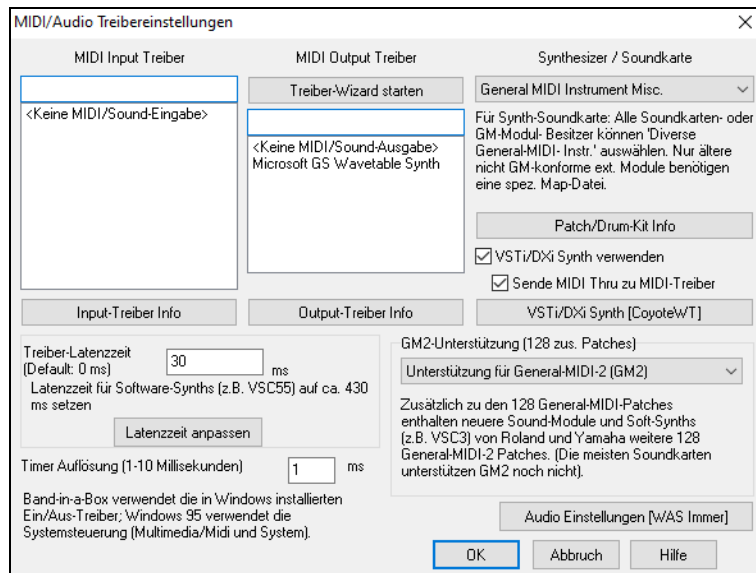 MIDI/Audio Treibereinstellungen
MIDI Input Treiber
<Keine MIDI/Sound-Eingabe>
Input-Treiber Info
MIDI Output Treiber
Treiber-Wizard starten
<Keine MIDI/Sound-Ausgabe>
Microsoft GS Wavetable Synth
Output-Treiber Info
Synthesizer / Soundkarte
General MIDI Instrument Misc.
Für Synth-Soundkarte: Alle Soundkarten- oder
GM-Modul- Besitzer können 'Diverse
General-MIDI- Instr.' auswählen. Nur ältere
nicht GM-konforme ext. Module benötigen
eine spez. Map-Datei.
Patch/Drum-Kit Info
VSTi/DXi Synth verwenden
Sende MIDI Thru zu MIDI-Treiber
VSTi/DXi Synth [CoyoteWT]
Treiber-Latenzzeit
(Default: 0 ms) 30 ms
Latenzzeit für Software-Synths (z.B. VSC55) auf ca. 430
ms setzen
Latenzzeit anpassen
Timer Auflösung (1-10 Millisekunden) 1 ms
Band-in-a-Box verwendet die in Windows installierten
Ein/Aus-Treiber; Windows 95 verwendet die
Systemsteuerung (Multimedia/Midi und System).
GM2-Unterstützung (128 zus. Patches)
Unterstützung für General-MIDI-2 (GM2)
Zusätzlich zu den 128 General-MIDI-Patches
enthalten neuere Sound-Module und Soft-Synths
(z.B. VSC3) von Roland und Yamaha weitere 128
General-MIDI-2 Patches. (Die meisten Soundkarten
unterstützen GM2 noch nicht).
Audio Einstellungen [WAS Immer]
OK
Abbruch
Hilfe